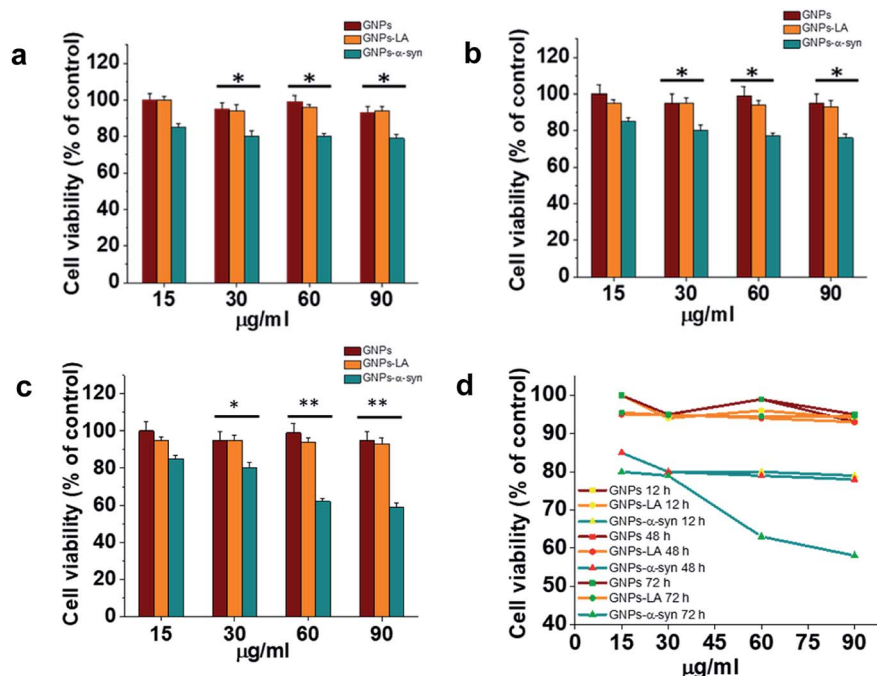 a
GNPs
GNPs-LA
GNPs-α-syn
* * *
Cell viability (% of control)
120
100
80
60
40
20
0
15 30 60 90
μg/ml
b
GNPs
GNPs-LA
GNPs-α-syn
* * *
Cell viability (% of control)
120
100
80
60
40
20
0
15 30 60 90
μg/ml
c
GNPs
GNPs-LA
GNPs-α-syn
* ** **
Cell viability (% of control)
120
100
80
60
40
20
0
15 30 60 90
μg/ml
d
Cell viability (% of control)
100
90
80
70
60
50
40
GNPs 12 h
GNPs-LA 12 h
GNPs-α-syn 12 h
GNPs 48 h
GNPs-LA 48 h
GNPs-α-syn 48 h
GNPs 72 h
GNPs-LA 72 h
GNPs-α-syn 72 h
0 15 30 45 60 75 90
μg/ml